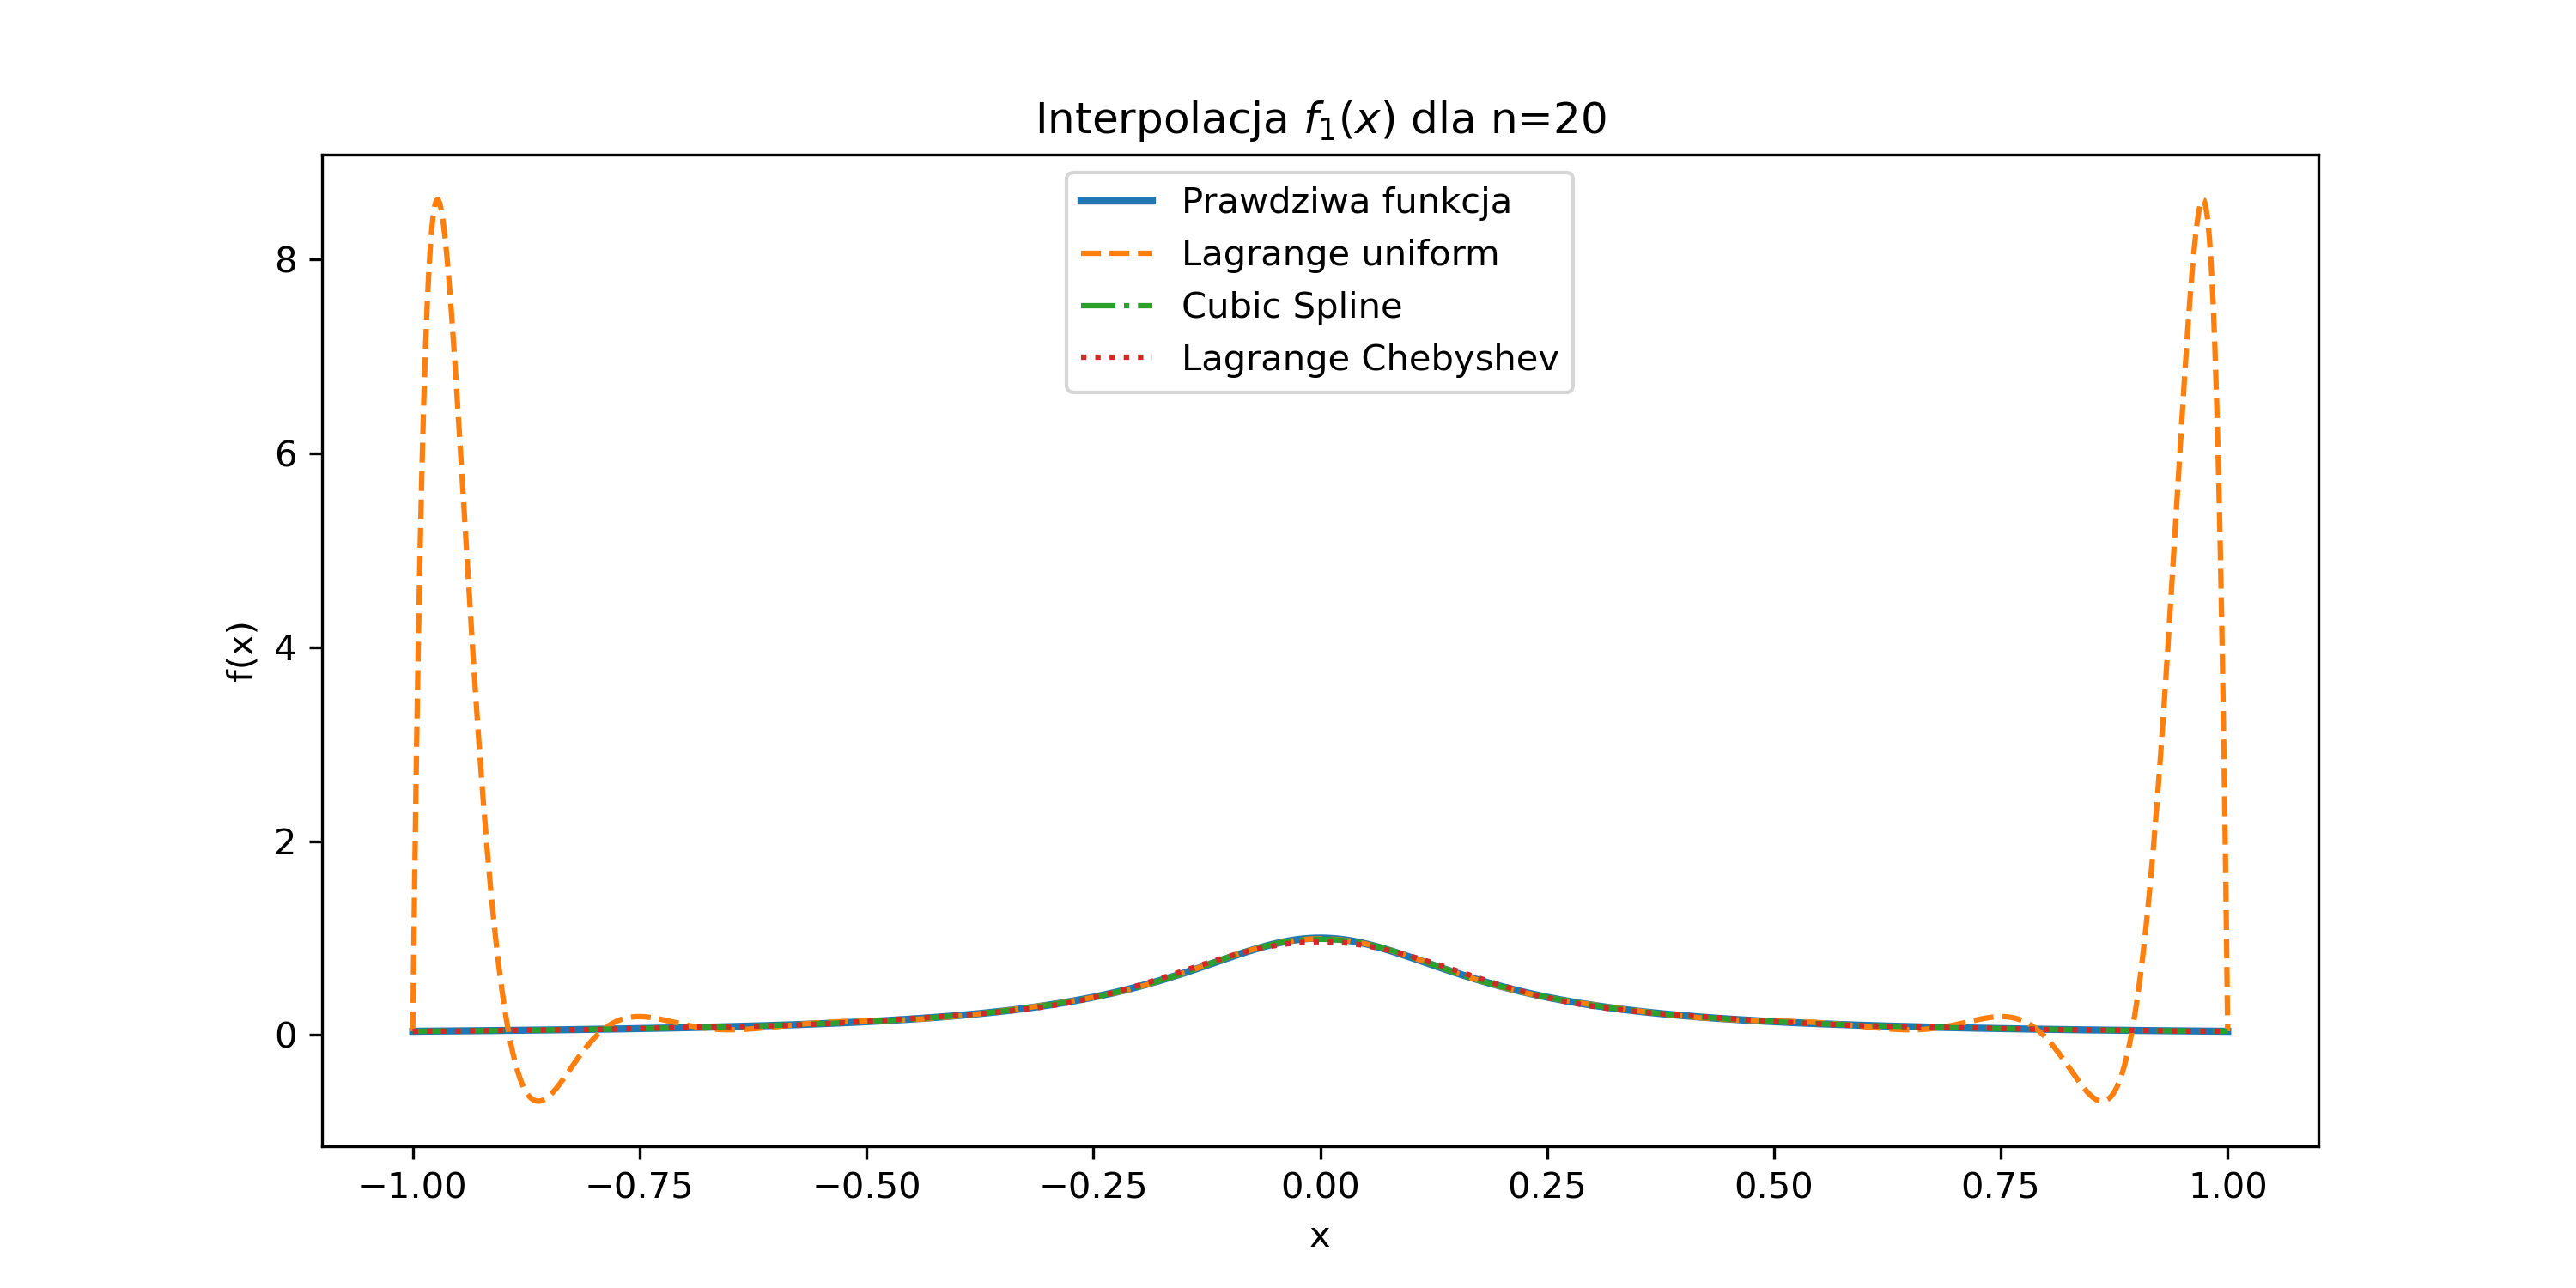 Interpolacja f₁(x) dla n=20
Prawdziwa funkcja
Lagrange uniform
Cubic Spline
Lagrange Chebyshev
f(x)
8
6
4
2
0
−1.00 −0.75 −0.50 −0.25 0.00 0.25 0.50 0.75 1.00
x